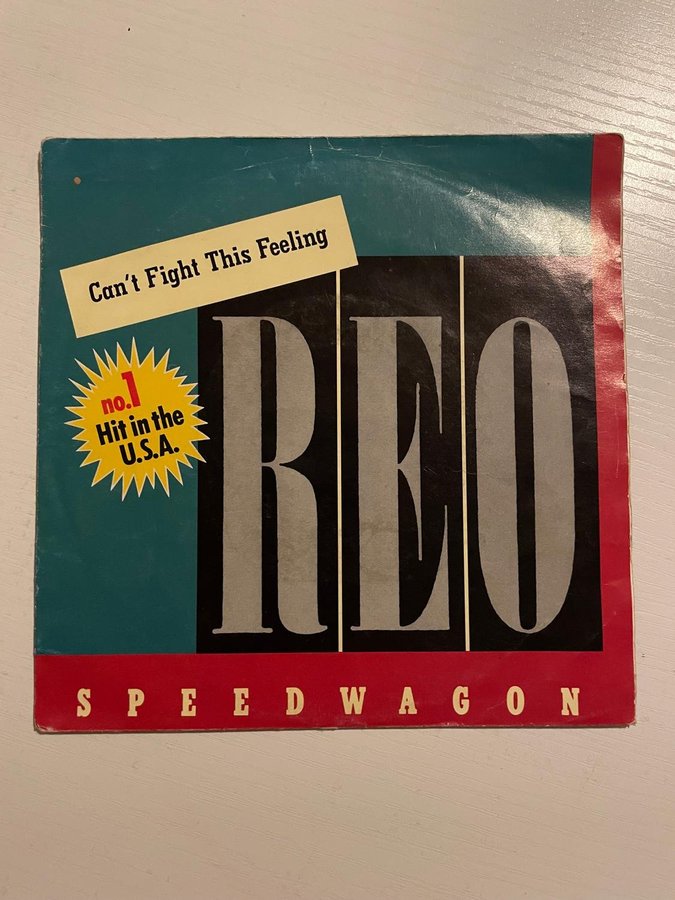 Can't Fight This Feeling
no.1
Hit in the
U.S.A.
REO
SPEEDWAGON